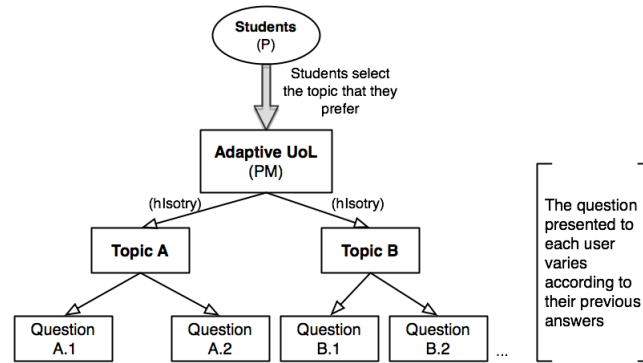 Students
(P)
Students select
the topic that they
prefer
Adaptive UoL
(PM)
(hIsotry)
(hIsotry)
Topic A
Topic B
The question
presented to
each user
varies
according to
their previous
answers
Question
A.1
Question
A.2
Question
B.1
Question
B.2
...